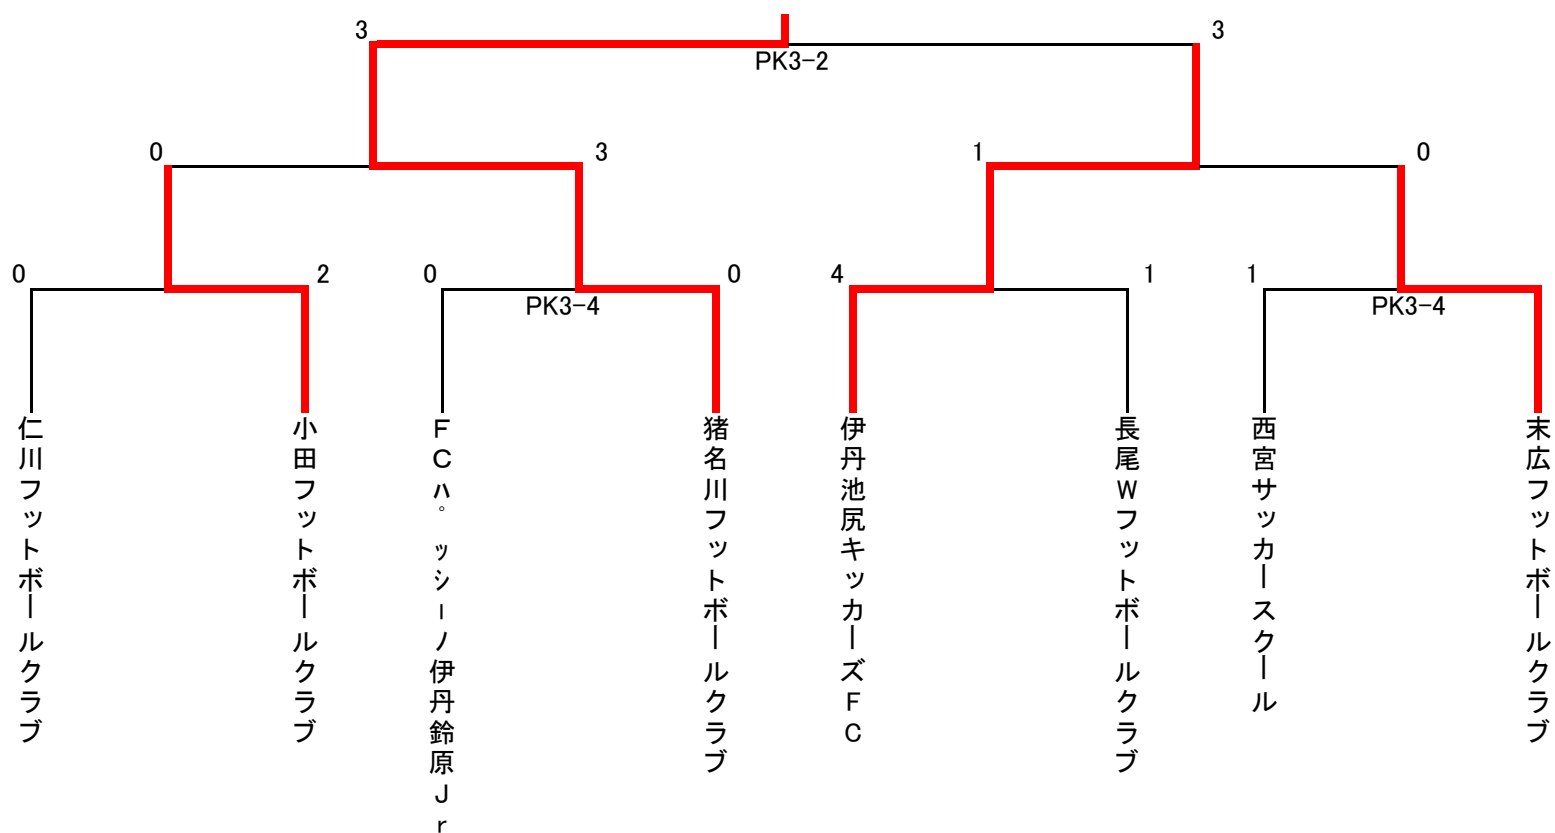 3
3
PK3-2
0
3
1
0
0
2
0
0
4
1
1
PK3-4
PK3-4
仁川フットボールクラブ
小田フットボールクラブ
FCパッシーノ伊丹鈴原Jr
猪名川フットボールクラブ
伊丹池尻キッカーズFC
長尾Wフットボールクラブ
西宮サッカースクール
末広フットボールクラブ